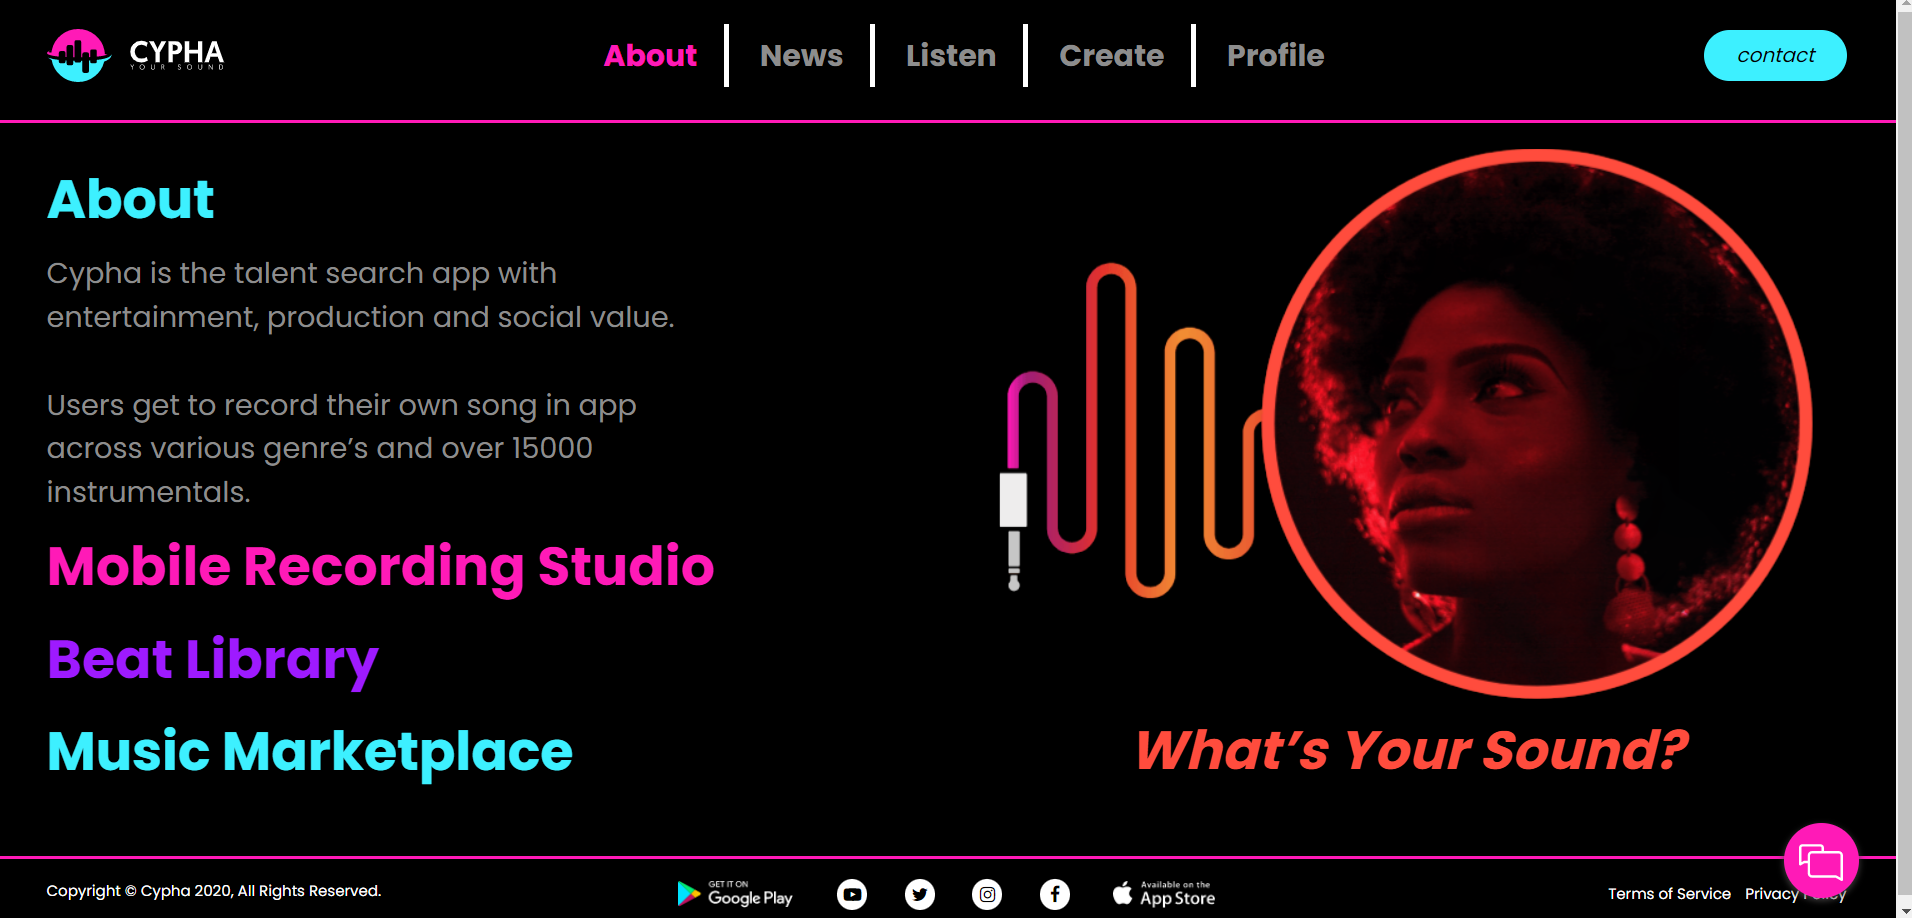 CYPHA
YOUR SOUND
About
News
Listen
Create
Profile
contact
About
Cypha is the talent search app with
entertainment, production and social value.
Users get to record their own song in app
across various genre’s and over 15000
instrumentals.
Mobile Recording Studio
Beat Library
Music Marketplace
What’s Your Sound?
Copyright © Cypha 2020, All Rights Reserved.
GET IT ON
Google Play
Available on the
App Store
Terms of Service
Privacy Policy